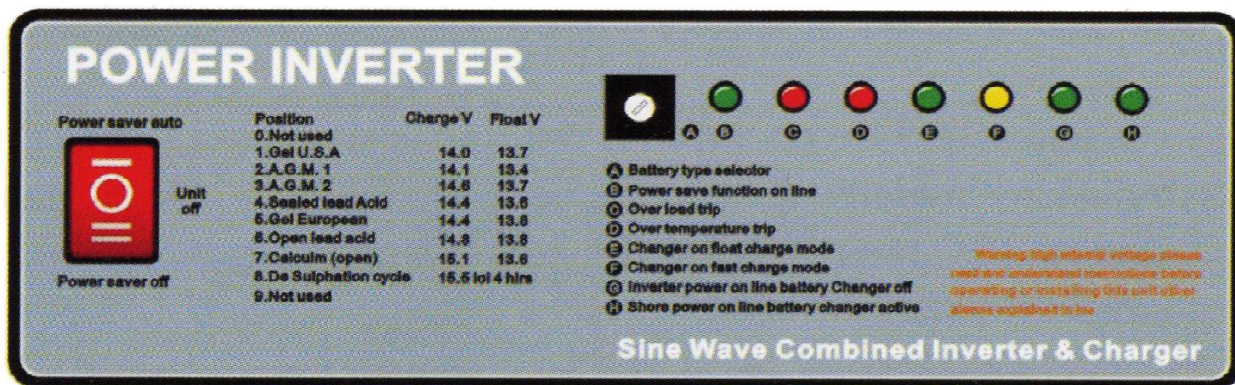 POWER INVERTER
Power saver auto
Unit
off
Power saver off
Position Charge V Float V
0.Not used
1.Gel U.S.A 14.0 13.7
2.A.G.M. 1 14.1 13.4
3.A.G.M. 2 14.6 13.7
4.Sealed lead Acid 14.4 13.6
5.Gel European 14.4 13.8
6.Open lead acid 14.8 13.8
7.Calcuim (open) 15.1 13.6
8.De Sulphation cycle 15.5 4 hrs
9.Not used
A B C D E F G H
A Battery type selector
B Power save function on line
C Over load trip
D Over temperature trip
E Changer on float charge mode
F Changer on fast charge mode
G Inverter power on line battery Changer off
H Shore power on line battery changer active
Warning high internal voltage please
read and understand instructions before
operating or installing this unit other
explained in
Sine Wave Combined Inverter & Charger